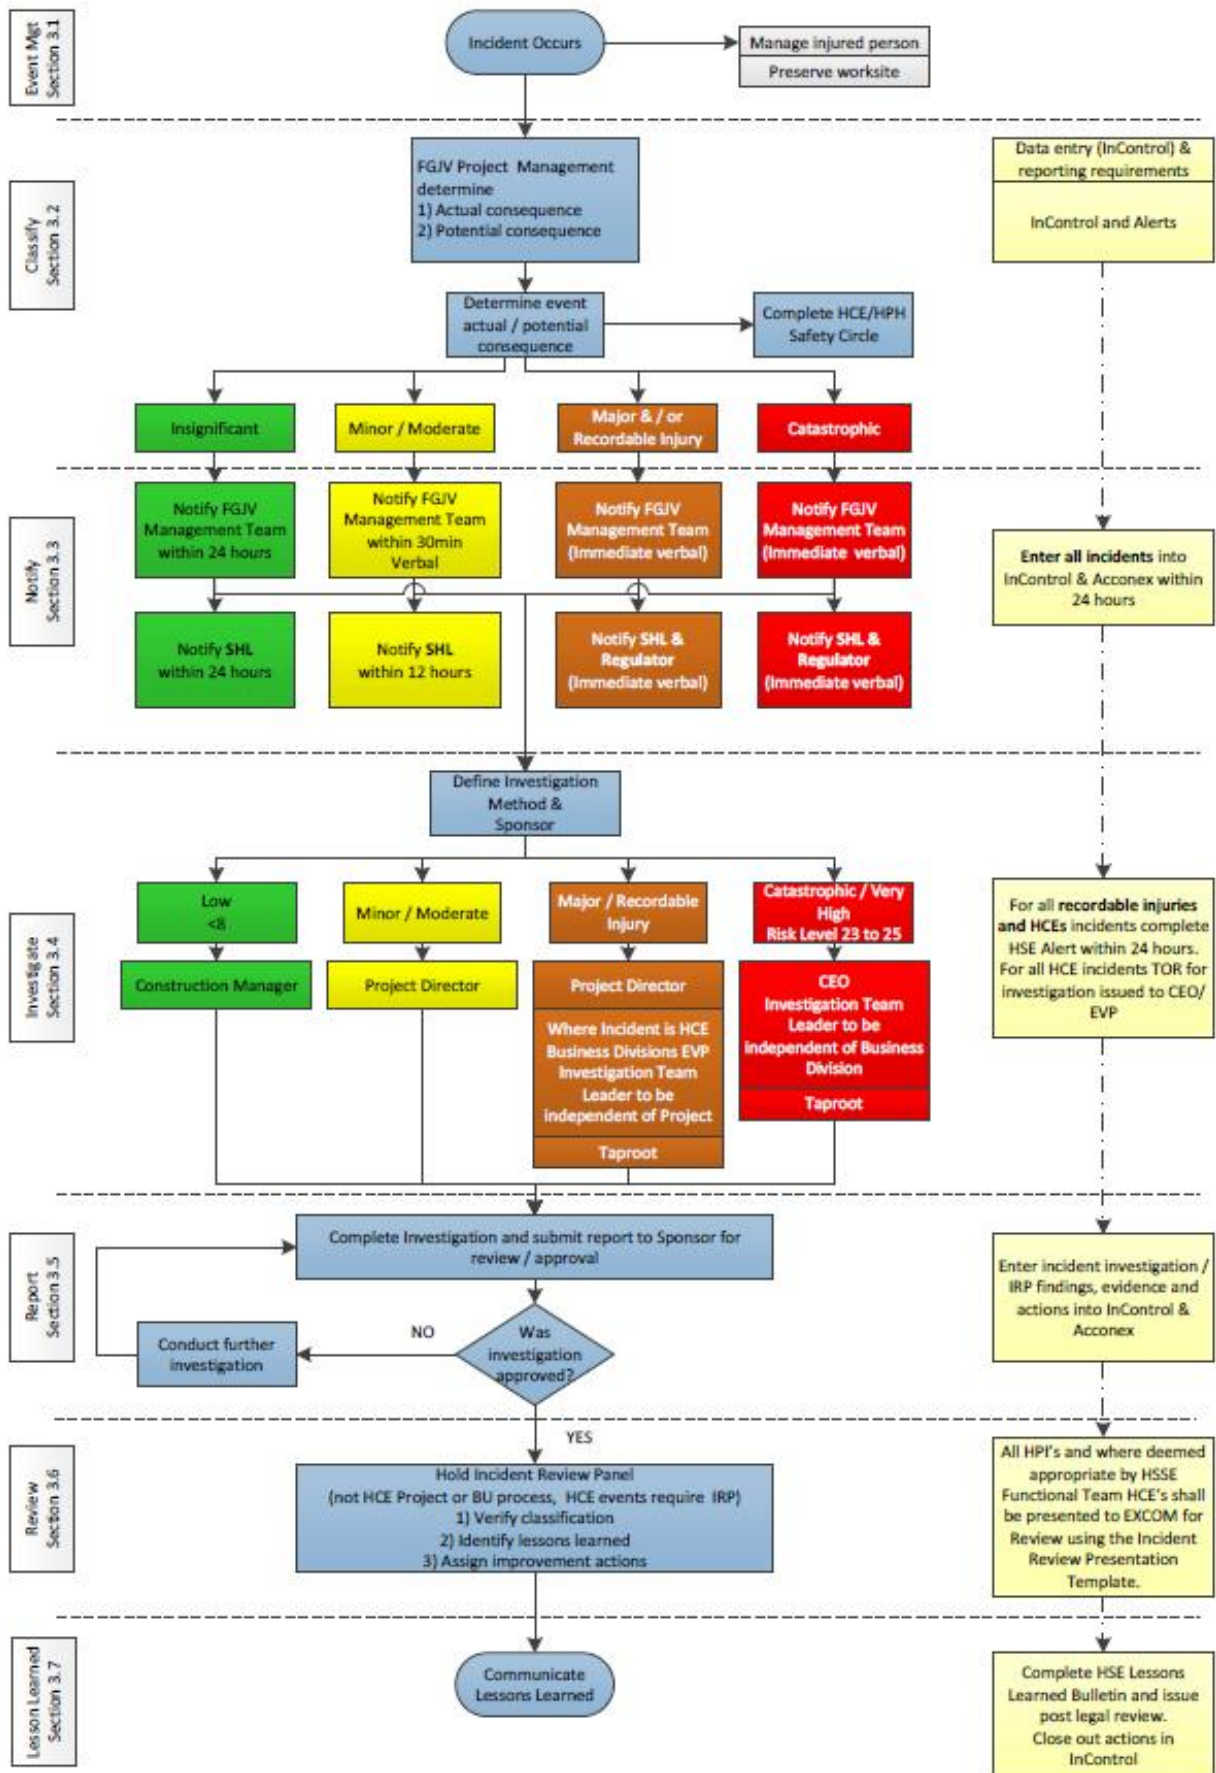 Event Mgt
Section 3.1
Incident Occurs
Manage injured person
Preserve worksite
Classify
Section 3.2
FGJV Project Management
determine
1) Actual consequence
2) Potential consequence
Data entry (InControl) &
reporting requirements
InControl and Alerts
Determine event
actual / potential
consequence
Complete HCE/HPH
Safety Circle
Insignificant
Minor / Moderate
Major & / or
Recordable Injury
Catastrophic
Notify
Section 3.3
Notify FGJV
Management Team
within 24 hours
Notify FGJV
Management Team
within 30min
Verbal
Notify FGJV
Management Team
(Immediate verbal)
Notify FGJV
Management Team
(Immediate verbal)
Enter all incidents into
InControl & Acconex within
24 hours
Notify SHL
within 24 hours
Notify SHL
within 12 hours
Notify SHL &
Regulator
(Immediate verbal)
Notify SHL &
Regulator
(Immediate verbal)
Define Investigation
Method &
Sponsor
Investigate
Section 3.4
Low
<8
Minor / Moderate
Major / Recordable
Injury
Catastrophic / Very
High
Risk Level 23 to 25
Construction Manager
Project Director
Project Director
Where Incident is HCE
Business Divisions EVP
Investigation Team
Leader to be
independent of Project
Taproot
CEO
Investigation Team
Leader to be
independent of Business
Division
Taproot
For all recordable injuries
and HCEs incidents complete
HSE Alert within 24 hours.
For all HCE incidents TOR for
investigation issued to CEO/
EVP
Report
Section 3.5
Complete Investigation and submit report to Sponsor for
review / approval
Conduct further
investigation
NO
Was
investigation
approved?
Enter incident investigation /
IRP findings, evidence and
actions into InControl &
Acconex
YES
Review
Section 3.6
Hold Incident Review Panel
(not HCE Project or BU process, HCE events require IRP)
1) Verify classification
2) Identify lessons learned
3) Assign improvement actions
All HPI's and where deemed
appropriate by HSSE
Functional Team HCE's shall
be presented to EXCOM for
Review using the Incident
Review Presentation
Template.
Lesson Learned
Section 3.7
Communicate
Lessons Learned
Complete HSE Lessons
Learned Bulletin and issue
post legal review.
Close out actions in
InControl